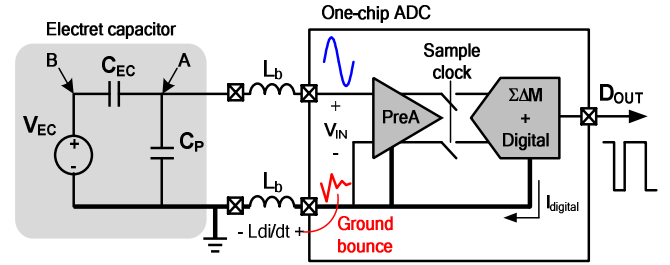 One-chip ADC
Electret capacitor
B
C_EC
A
L_b
Sample
clock
+
V_IN
-
PreA
ΣΔM
+
Digital
D_OUT
V_EC
+
-
C_P
L_b
- Ldi/dt +
Ground
bounce
I_digital